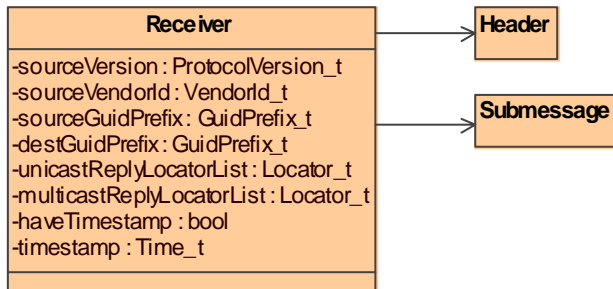 Receiver
-sourceVersion : ProtocolVersion_t
-sourceVendorId : VendorId_t
-sourceGuidPrefix : GuidPrefix_t
-destGuidPrefix : GuidPrefix_t
-unicastReplyLocatorList : Locator_t
-multicastReplyLocatorList : Locator_t
-haveTimestamp : bool
-timestamp : Time_t
Header
Submessage